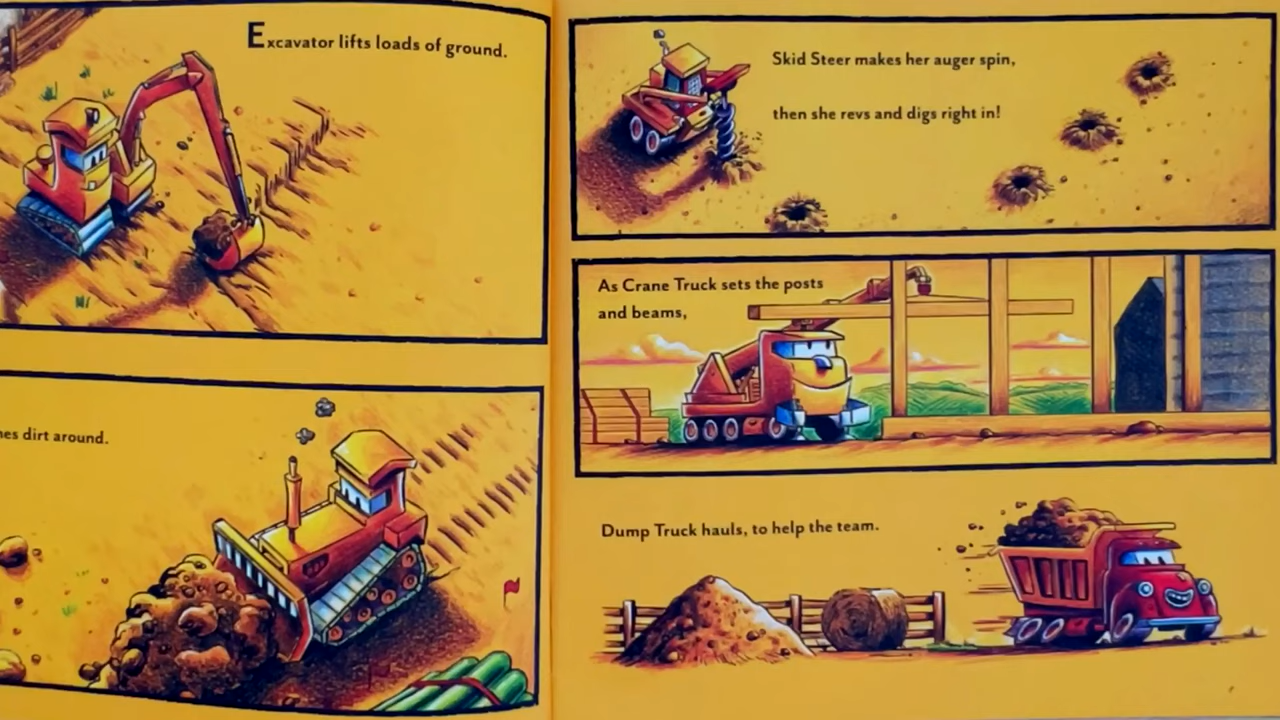 Excavator lifts loads of ground.
dirt around.
Skid Steer makes her auger spin,
then she revs and digs right in!
As Crane Truck sets the posts
and beams,
Dump Truck hauls, to help the team.